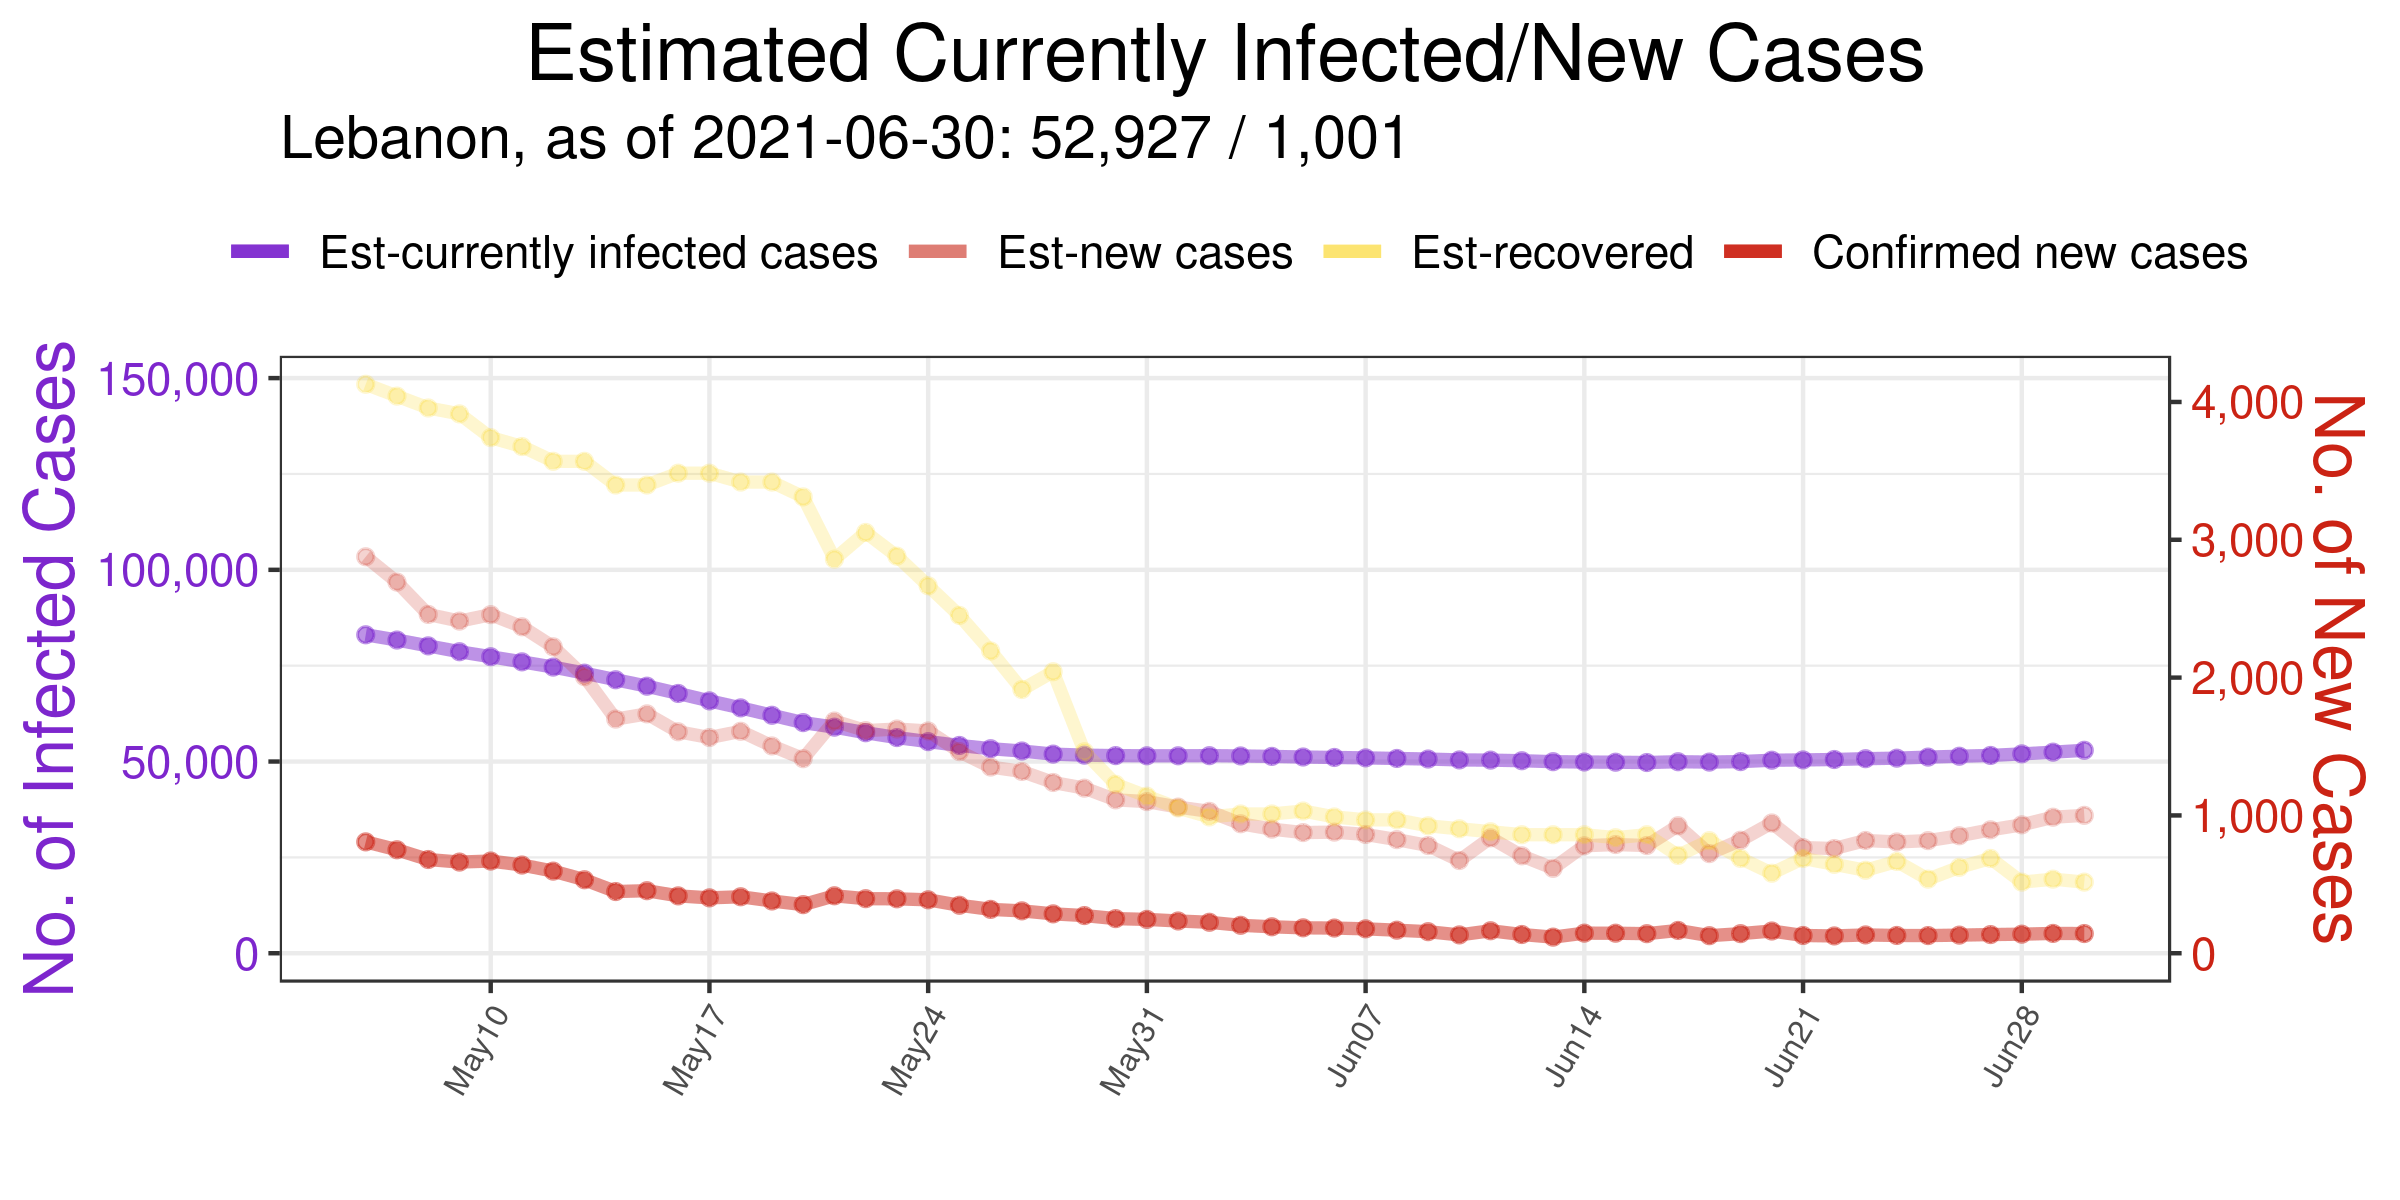 Estimated Currently Infected/New Cases
Lebanon, as of 2021-06-30: 52,927 / 1,001
Est-currently infected cases Est-new cases Est-recovered Confirmed new cases
No. of Infected Cases
150,000
100,000
50,000
0
4,000
3,000
2,000
1,000
0
No. of New Cases
May10 May17 May24 May31 Jun07 Jun14 Jun21 Jun28